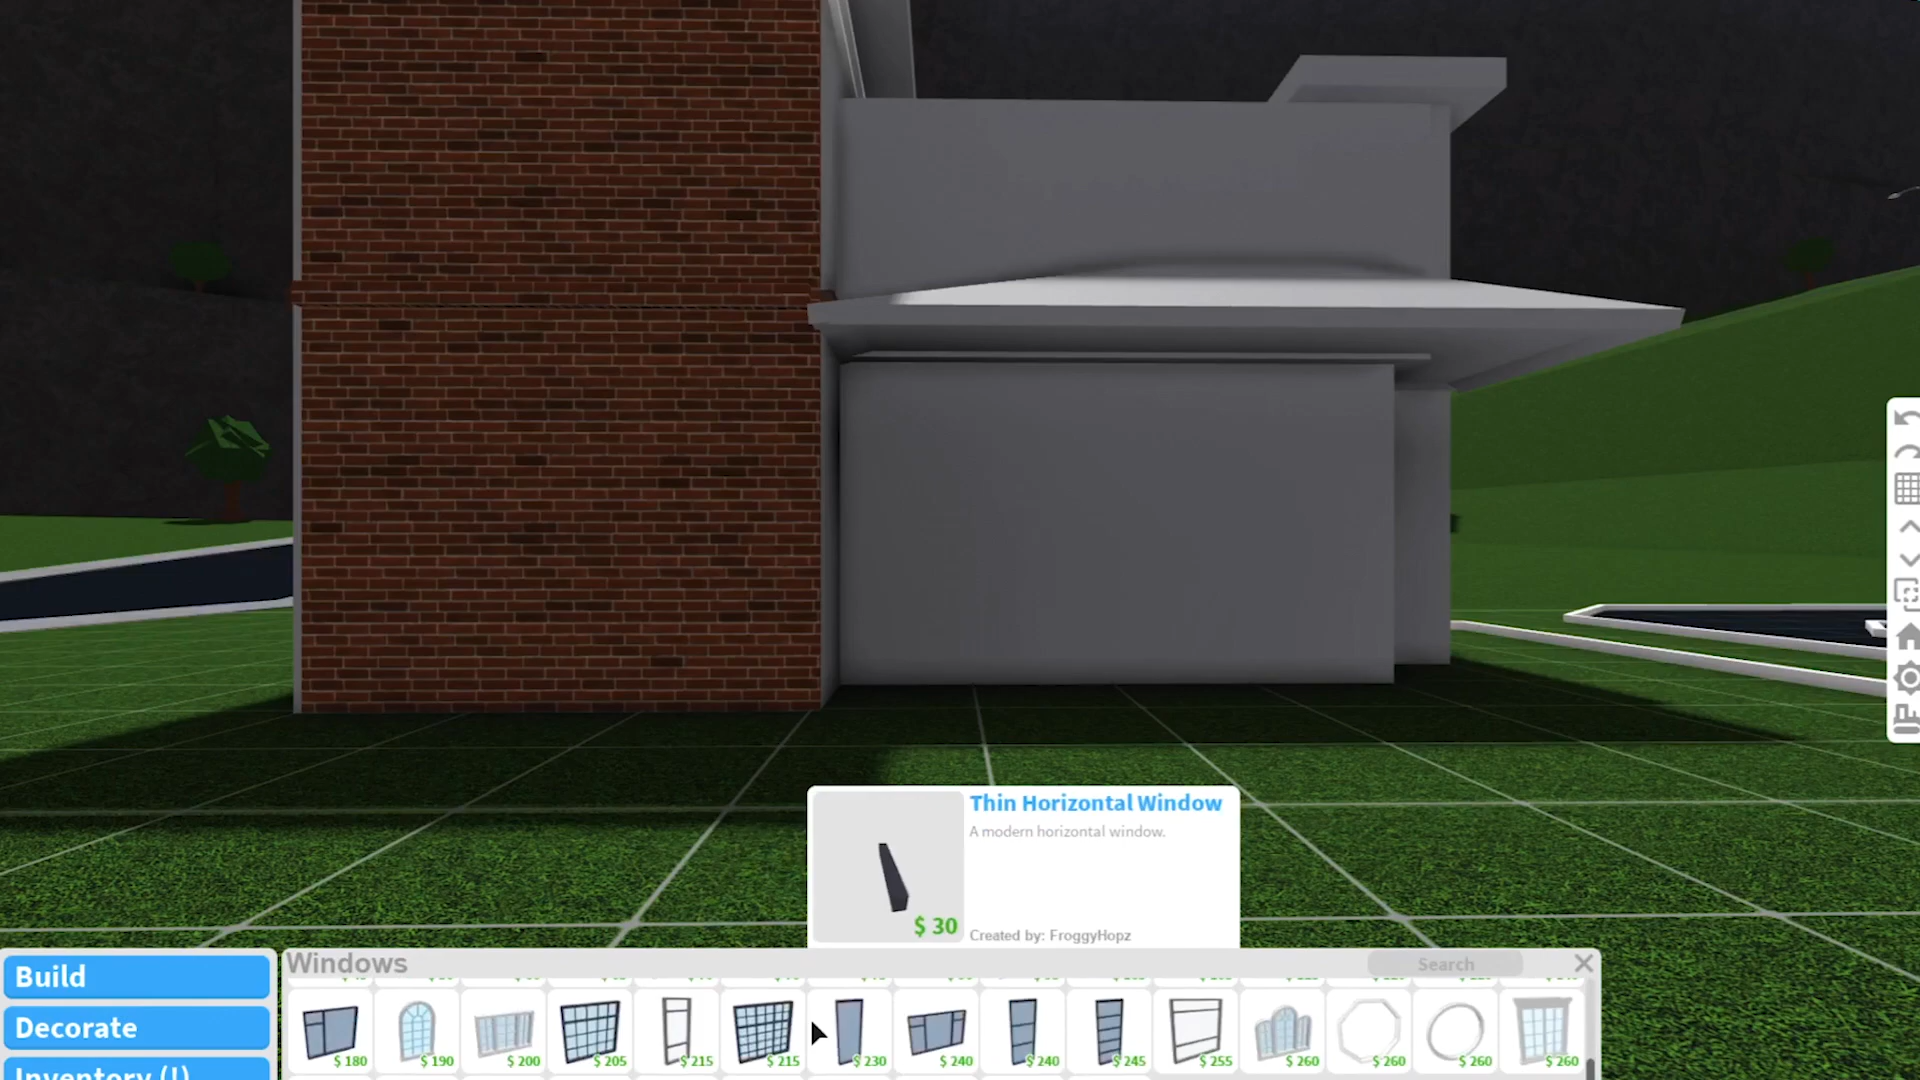 Thin Horizontal Window
A modern horizontal window.
$ 30
Created by: FroggyHopz
Build
Decorate
Inventory (!)
Windows
Search
$ 180
$ 190
$ 200
$ 205
$ 215
$ 215
$ 230
$ 240
$ 240
$ 245
$ 255
$ 260
$ 260
$ 260
$ 260